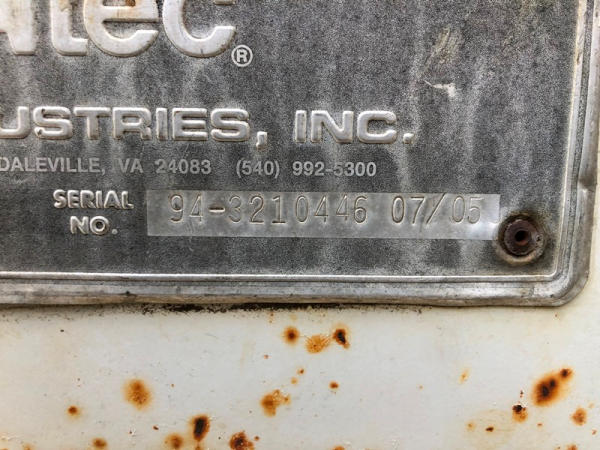 Altec®
USTRIES, INC.
DALEVILLE, VA 24083 (540) 992-5300
SERIAL NO. 94-3210446 07/05